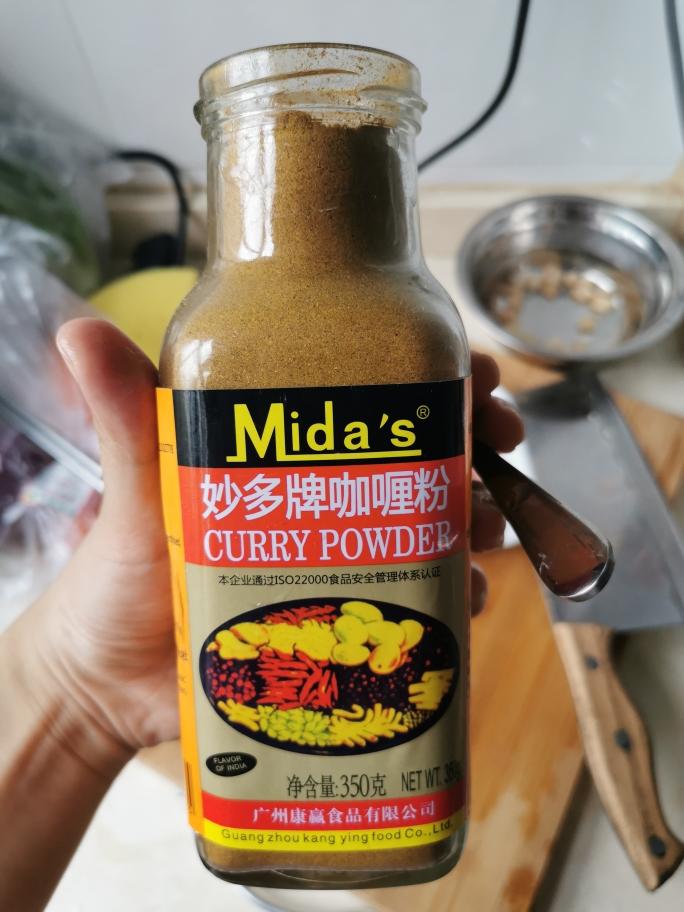 Mida's®
妙多牌咖喱粉
CURRY POWDER
本企业通过ISO22000食品安全管理体系认证
FLAVOR
OF INDIA
净含量:350克 NET WT.
广州康赢食品有限公司
Guang zhou kang ying food Co.,Ltd.